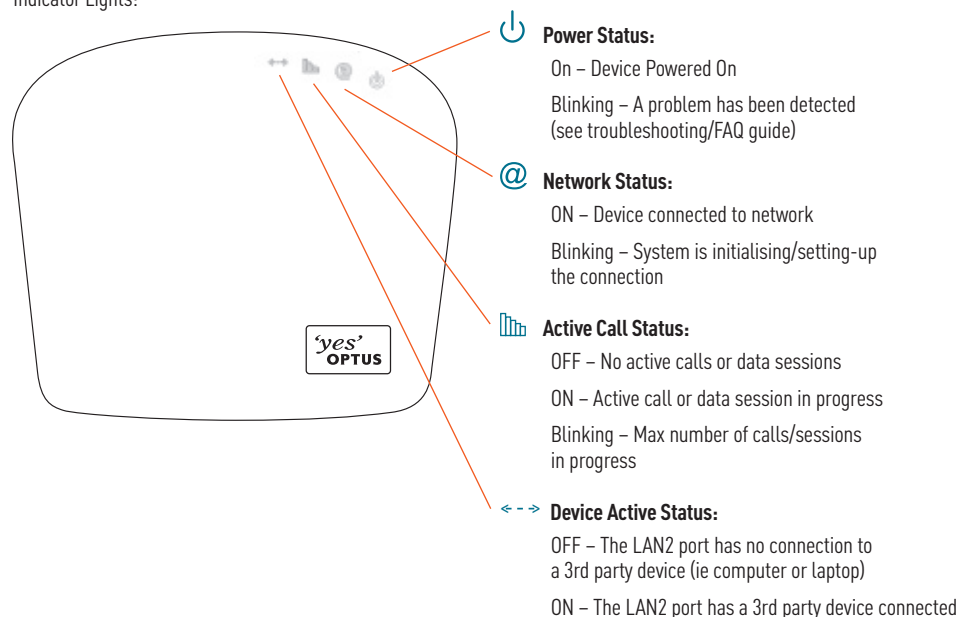 Indicator Lights:
Power Status:
On – Device Powered On
Blinking – A problem has been detected
(see troubleshooting/FAQ guide)
@ Network Status:
ON – Device connected to network
Blinking – System is initialising/setting-up
the connection
Active Call Status:
OFF – No active calls or data sessions
ON – Active call or data session in progress
Blinking – Max number of calls/sessions
in progress
‘yes’
OPTUS
Device Active Status:
OFF – The LAN2 port has no connection to
a 3rd party device (ie computer or laptop)
ON – The LAN2 port has a 3rd party device connected